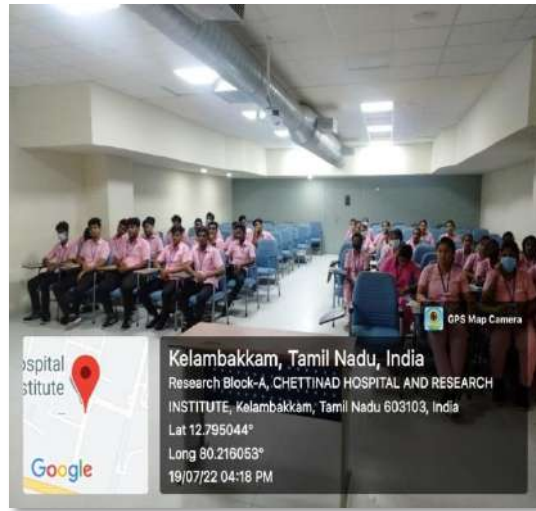 GPS Map Camera
ospital
stitute
Google
Kelambakkam, Tamil Nadu, India
Research Block-A, CHETTINAD HOSPITAL AND RESEARCH
INSTITUTE, Kelambakkam, Tamil Nadu 603103, India
Lat 12.795044°
Long 80.216053°
19/07/22 04:18 PM